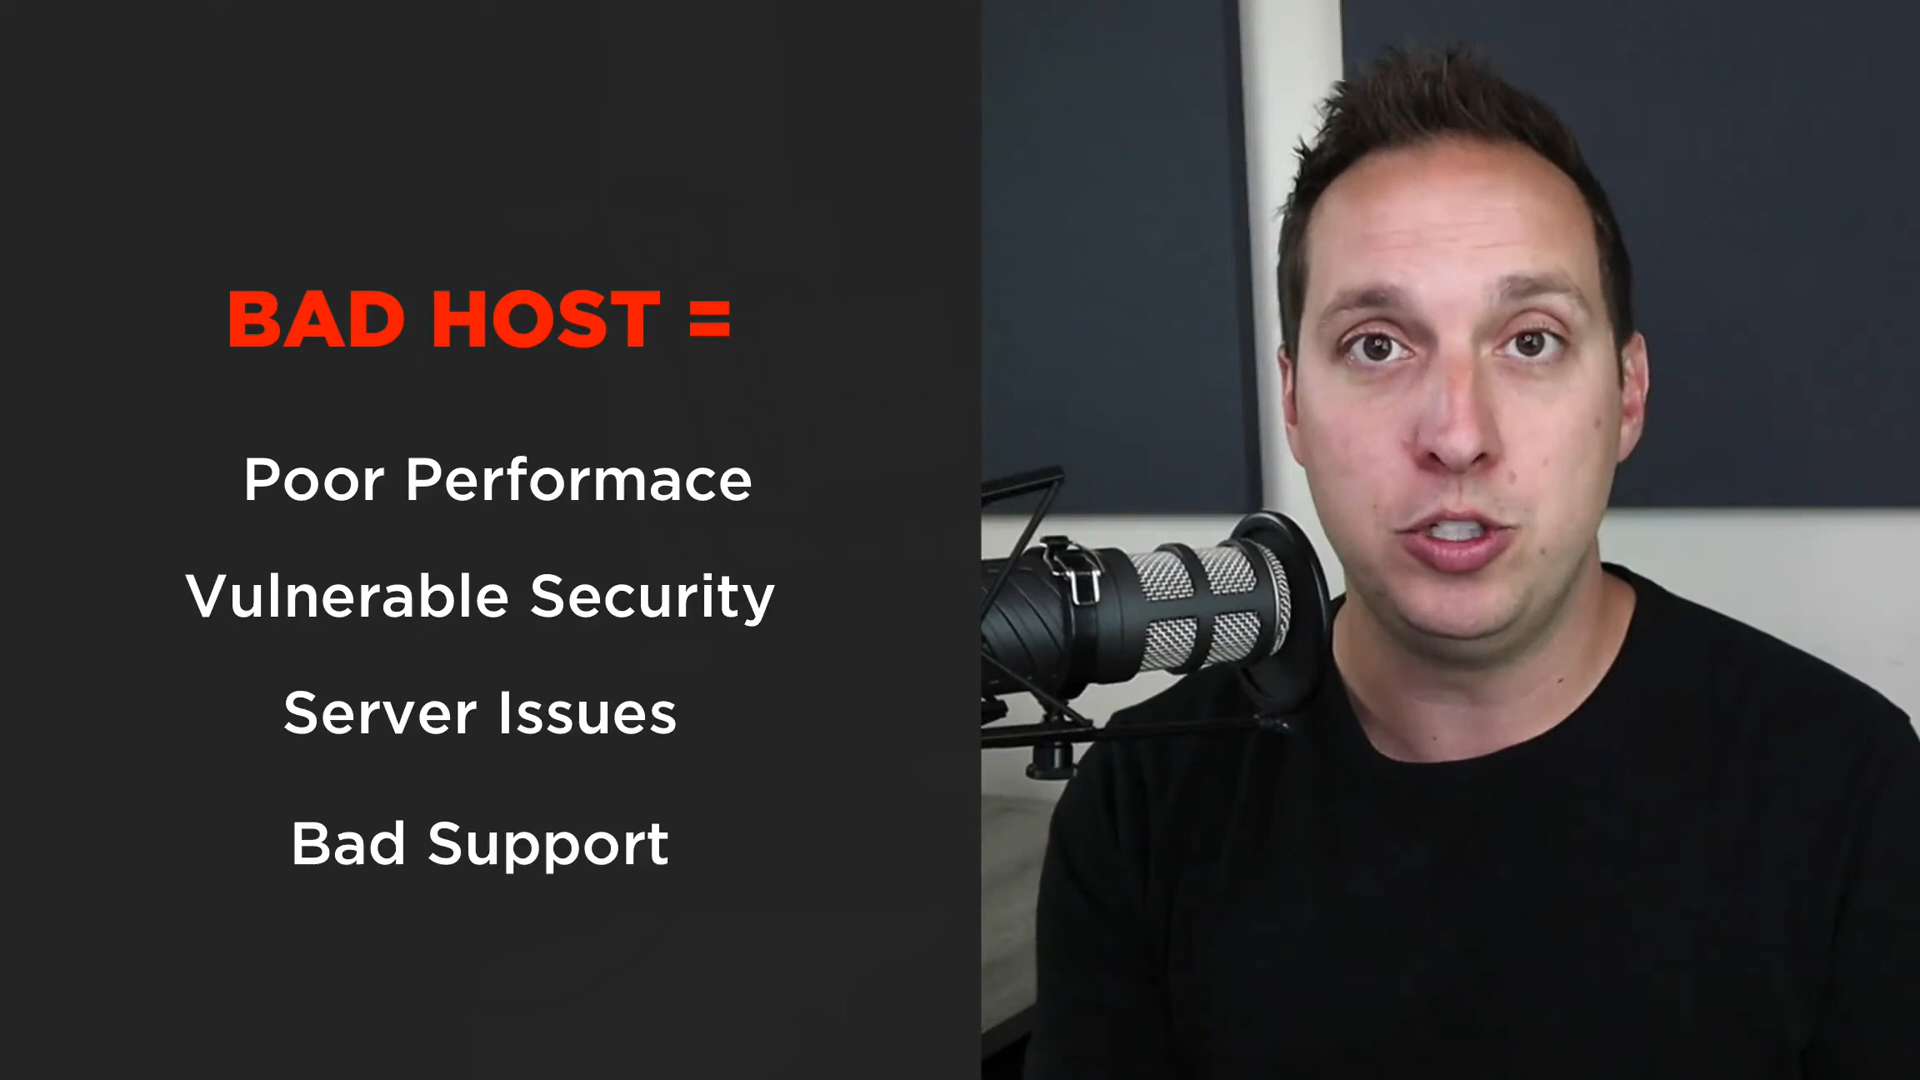 BAD HOST =
Poor Performace
Vulnerable Security
Server Issues
Bad Support